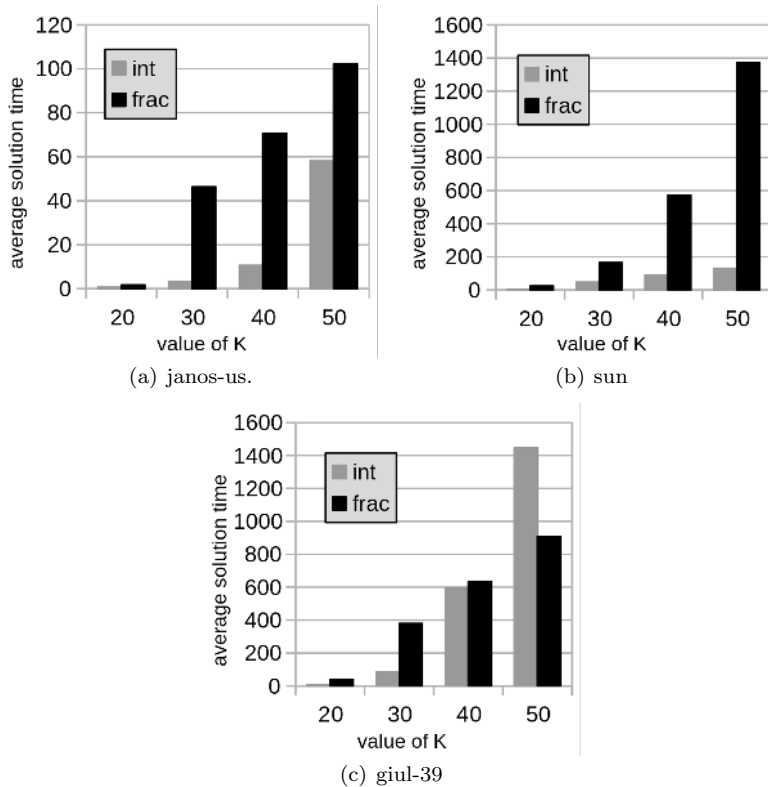 120
100
80
60
40
20
0
average solution time
int
frac
20 30 40 50
value of K
(a) janos-us.
1600
1400
1200
1000
800
600
400
200
0
average solution time
int
frac
20 30 40 50
value of K
(b) sun
1600
1400
1200
1000
800
600
400
200
0
average solution time
int
frac
20 30 40 50
value of K
(c) giul-39